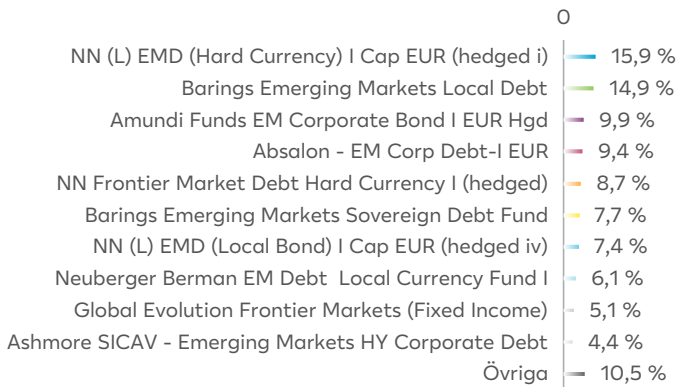 0
NN (L) EMD (Hard Currency) I Cap EUR (hedged i) 15,9 %
Barings Emerging Markets Local Debt 14,9 %
Amundi Funds EM Corporate Bond I EUR Hgd 9,9 %
Absalon - EM Corp Debt-I EUR 9,4 %
NN Frontier Market Debt Hard Currency I (hedged) 8,7 %
Barings Emerging Markets Sovereign Debt Fund 7,7 %
NN (L) EMD (Local Bond) I Cap EUR (hedged iv) 7,4 %
Neuberger Berman EM Debt  Local Currency Fund I 6,1 %
Global Evolution Frontier Markets (Fixed Income) 5,1 %
Ashmore SICAV - Emerging Markets HY Corporate Debt 4,4 %
Övriga 10,5 %